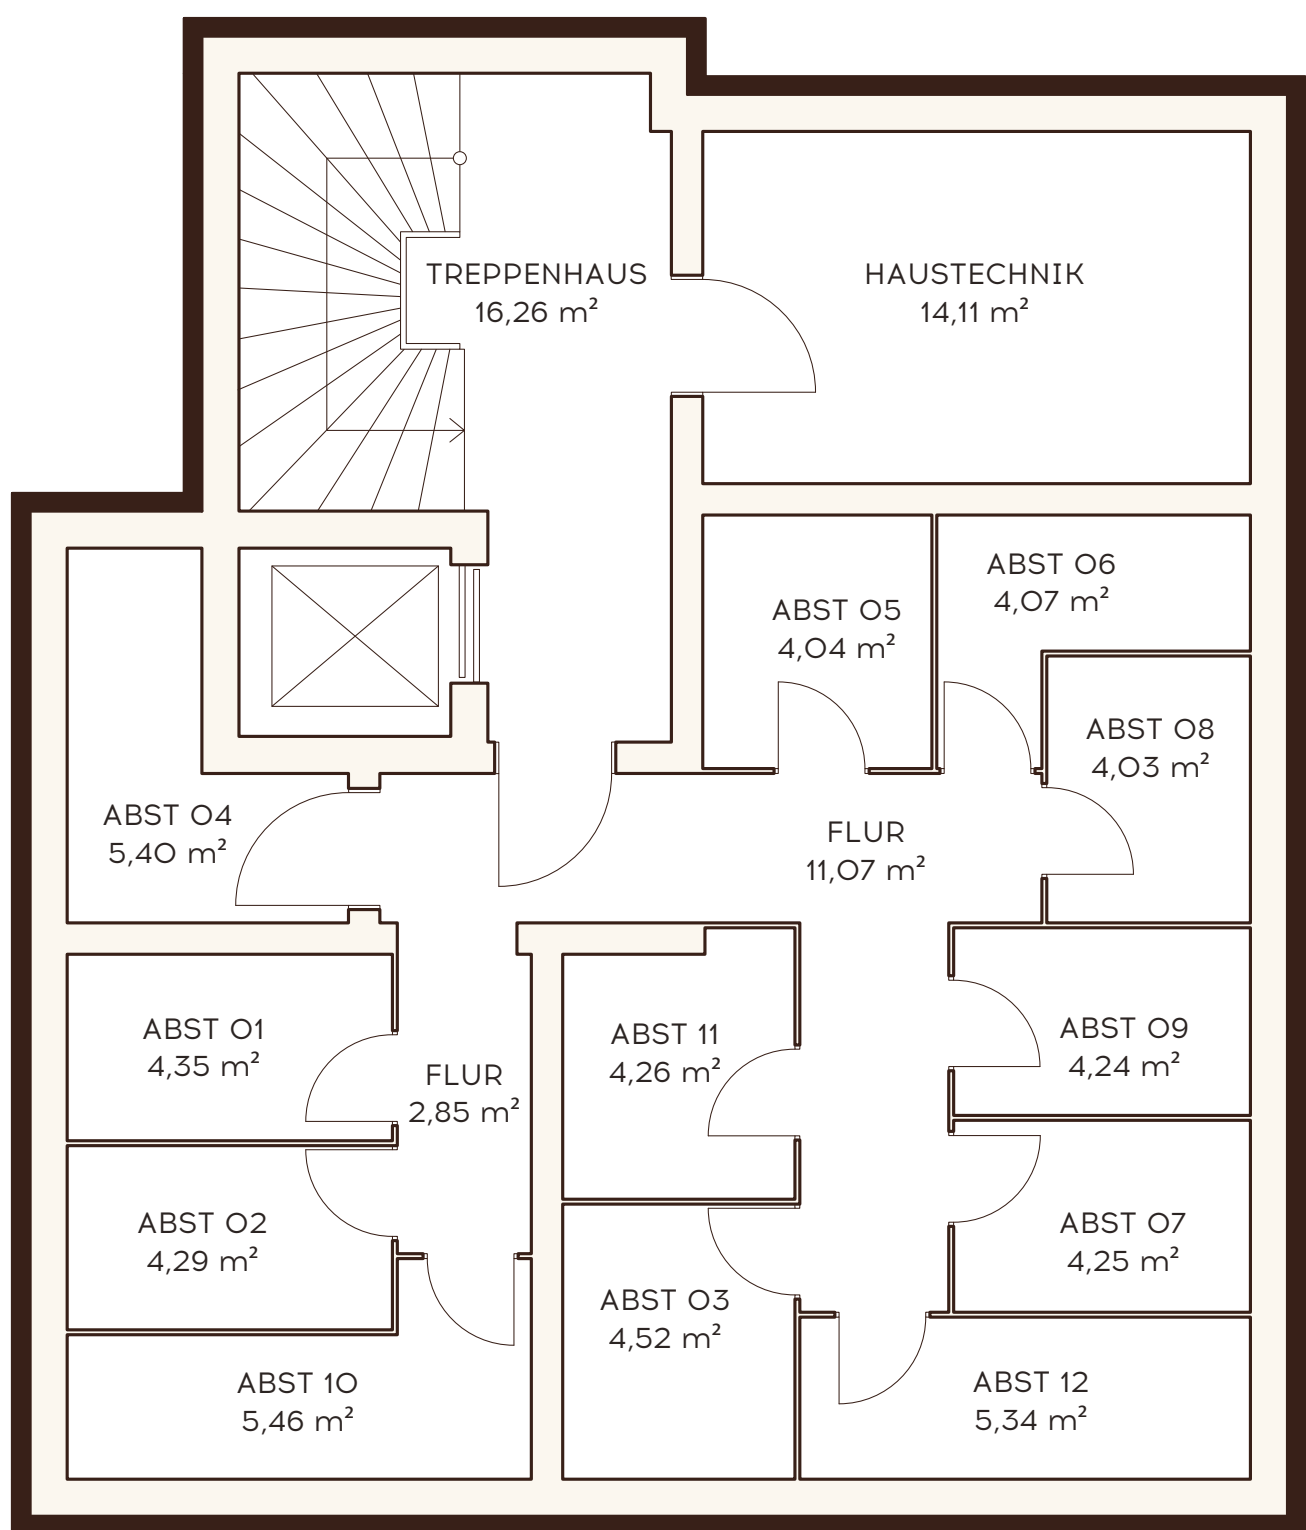 TREPPENHAUS
16,26 m²
HAUSTECHNIK
14,11 m²
ABST 06
4,07 m²
ABST 05
4,04 m²
ABST 08
4,03 m²
ABST 04
5,40 m²
FLUR
11,07 m²
ABST 01
4,35 m²
ABST 11
4,26 m²
ABST 09
4,24 m²
FLUR
2,85 m²
ABST 02
4,29 m²
ABST 07
4,25 m²
ABST 03
4,52 m²
ABST 10
5,46 m²
ABST 12
5,34 m²